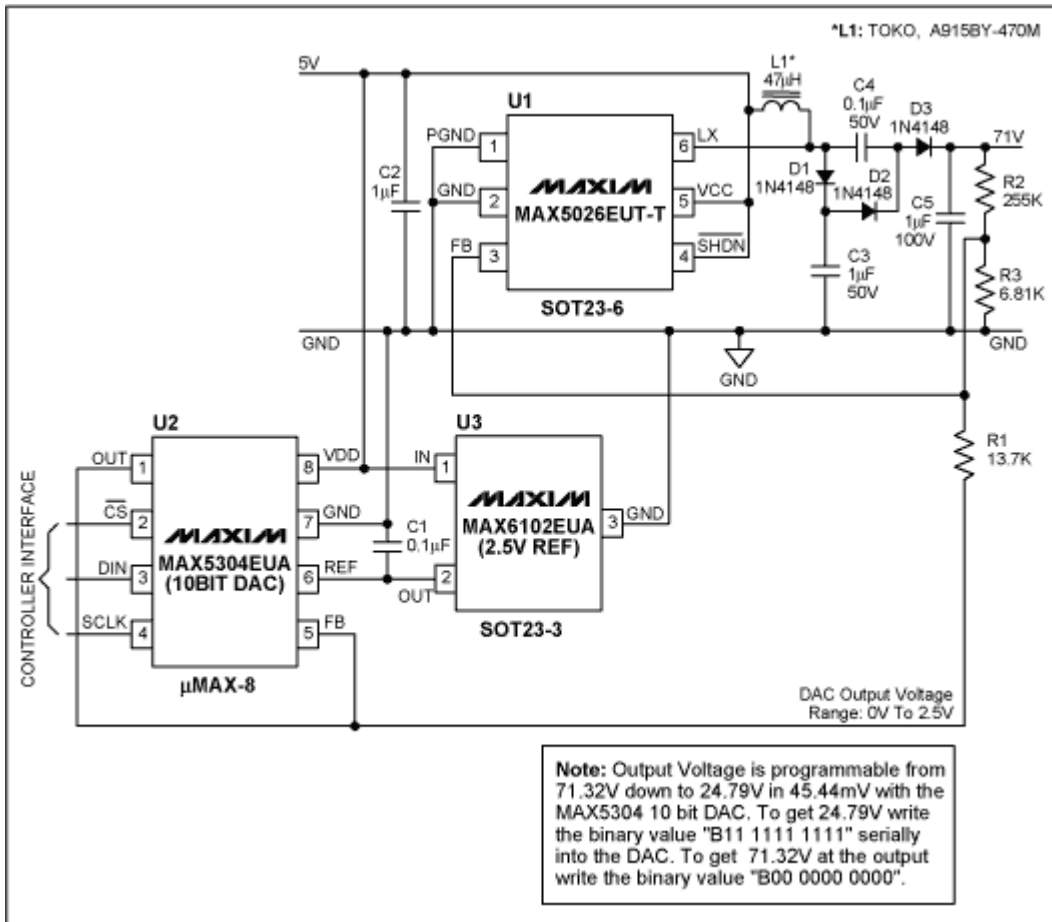 *L1: TOKO, A915BY-470M
5V
L1*
47µH
C4
0.1µF
50V
D3
1N4148
71V
U1
PGND
1
6
LX
C2
1µF
GND
2
MAXIM
MAX5026EUT-T
5
VCC
FB
3
4
SHDN
SOT23-6
D1
1N4148
D2
1N4148
C3
1µF
50V
C5
1µF
100V
R2
255K
R3
6.81K
GND
GND
GND
U2
U3
OUT
1
8
VDD
IN
1
CS
2
7
GND
MAXIM
MAX5304EUA
(10BIT DAC)
DIN
3
6
REF
SCLK
4
5
FB
µMAX-8
CONTROLLER INTERFACE
C1
0.1µF
MAXIM
MAX6102EUA
(2.5V REF)
3
GND
2
OUT
SOT23-3
R1
13.7K
DAC Output Voltage
Range: 0V To 2.5V
Note: Output Voltage is programmable from
71.32V down to 24.79V in 45.44mV with the
MAX5304 10 bit DAC. To get 24.79V write
the binary value "B11 1111 1111" serially
into the DAC. To get 71.32V at the output
write the binary value "B00 0000 0000".